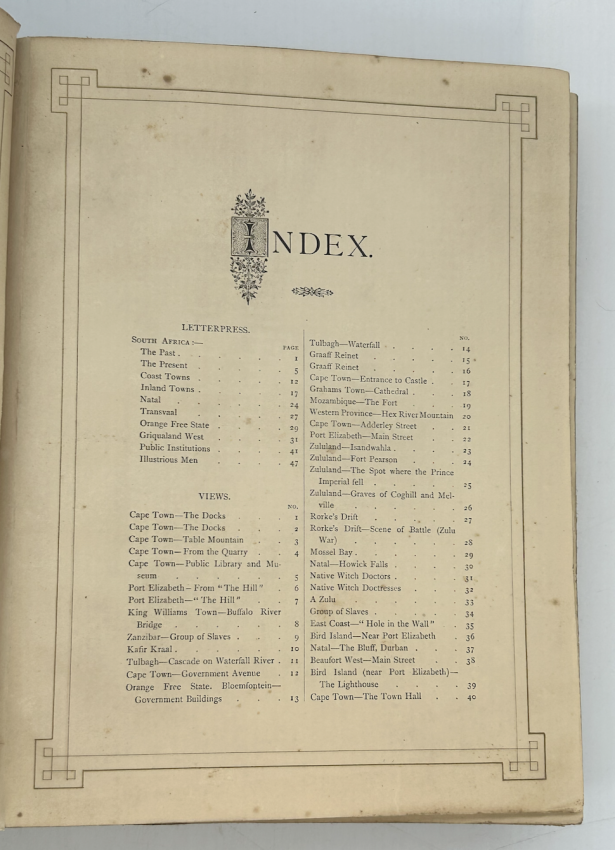 INDEX.
LETTERPRESS.
SOUTH AFRICA:—
PAGE
The Past . . . . . . 1
The Present . . . . . 5
Coast Towns . . . . . 12
Inland Towns . . . . . 17
Natal . . . . . . 24
Transvaal . . . . . 27
Orange Free State . . . . 29
Griqualand West . . . . 31
Public Institutions . . . . 41
Illustrious Men . . . . 47
VIEWS.
NO.
Cape Town—The Docks . . . 1
Cape Town—The Docks . . . 2
Cape Town—Table Mountain . . 3
Cape Town—From the Quarry . . 4
Cape Town—Public Library and Mu-
seum . . . . . . 5
Port Elizabeth—From "The Hill" . 6
Port Elizabeth—"The Hill" . . 7
King Williams Town—Buffalo River
Bridge . . . . . 8
Zanzibar—Group of Slaves . . . 9
Kafir Kraal . . . . . 10
Tulbagh—Cascade on Waterfall River . 11
Cape Town—Government Avenue . 12
Orange Free State. Bloemfontein—
Government Buildings . . . 13
NO.
Tulbagh—Waterfall . . . . 14
Graaff Reinet . . . . . 15
Graaff Reinet . . . . . 16
Cape Town—Entrance to Castle . . 17
Grahams Town—Cathedral . . . 18
Mozambique—The Fort . . . 19
Western Province—Hex River Mountain 20
Cape Town—Adderley Street . . 21
Port Elizabeth—Main Street . . 22
Zululand—Isandwahla . . . . 23
Zululand—Fort Pearson . . . 24
Zululand—The Spot where the Prince
Imperial fell . . . . . 25
Zululand—Graves of Coghill and Mel-
ville . . . . . . 26
Rorke's Drift . . . . . 27
Rorke's Drift—Scene of Battle (Zulu
War) . . . . . . 28
Mossel Bay . . . . . . 29
Natal—Howick Falls . . . . 30
Native Witch Doctors . . . . 31
Native Witch Doctresses . . . 32
A Zulu . . . . . . 33
Group of Slaves . . . . . 34
East Coast—"Hole in the Wall" . . 35
Bird Island—Near Port Elizabeth . 36
Natal—The Bluff, Durban . . . 37
Beaufort West—Main Street . . 38
Bird Island (near Port Elizabeth)—
The Lighthouse . . . . 39
Cape Town—The Town Hall . . 40